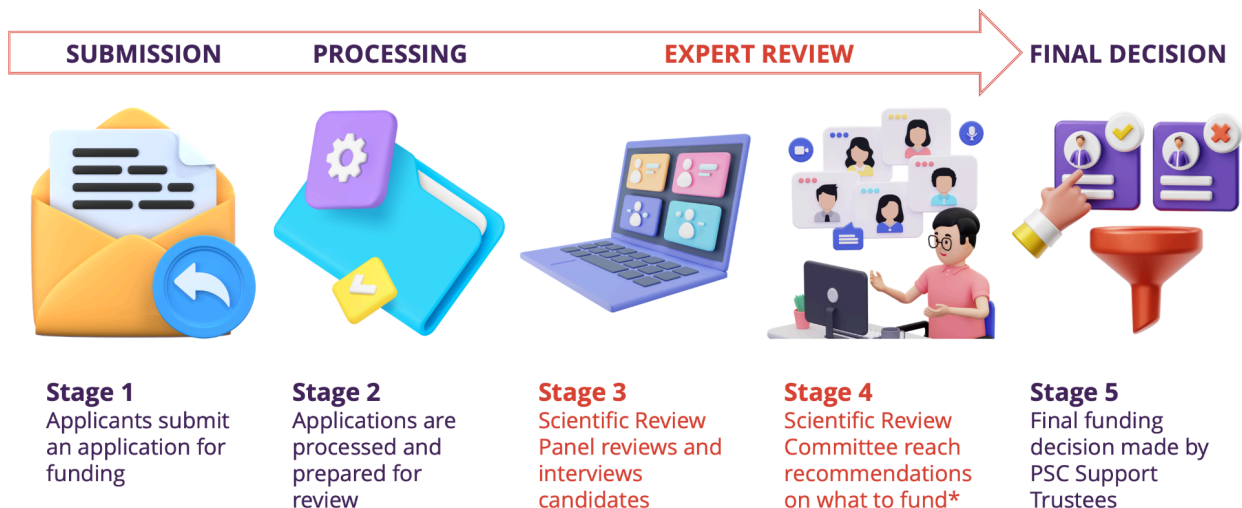 SUBMISSION
PROCESSING
EXPERT REVIEW
FINAL DECISION
Stage 1
Applicants submit
an application for
funding
Stage 2
Applications are
processed and
prepared for
review
Stage 3
Scientific Review
Panel reviews and
interviews
candidates
Stage 4
Scientific Review
Committee reach
recommendations
on what to fund*
Stage 5
Final funding
decision made by
PSC Support
Trustees